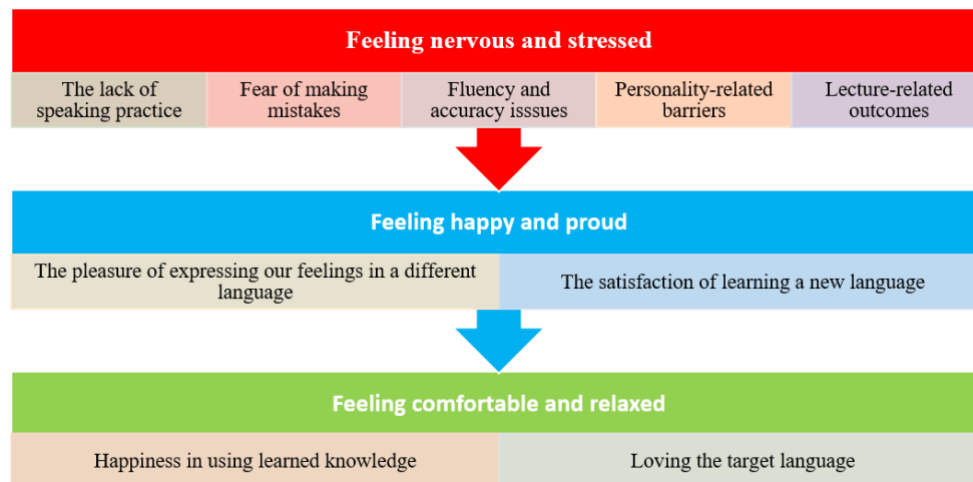 Feeling nervous and stressed
The lack of
speaking practice
Fear of making
mistakes
Fluency and
accuracy isssues
Personality-related
barriers
Lecture-related
outcomes
Feeling happy and proud
The pleasure of expressing our feelings in a different
language
The satisfaction of learning a new language
Feeling comfortable and relaxed
Happiness in using learned knowledge
Loving the target language